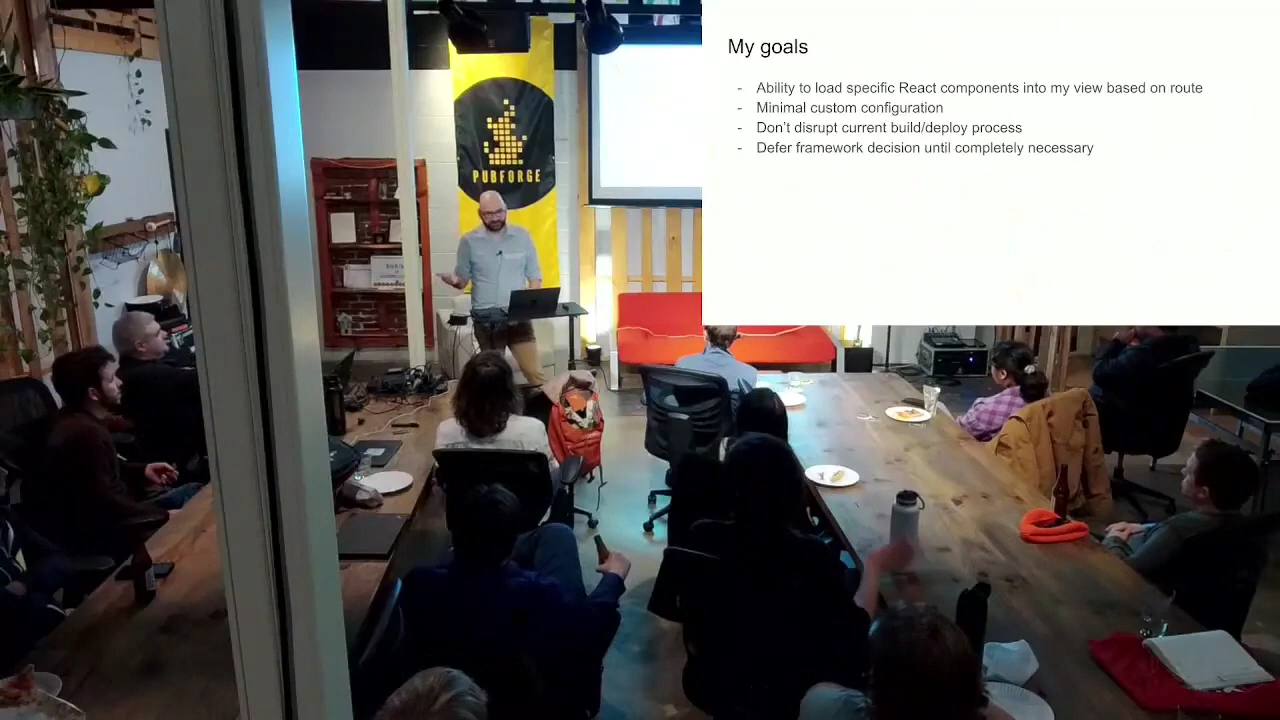 My goals
- Ability to load specific React components into my view based on route
- Minimal custom configuration
- Don't disrupt current build/deploy process
- Defer framework decision until completely necessary
PUBFORGE